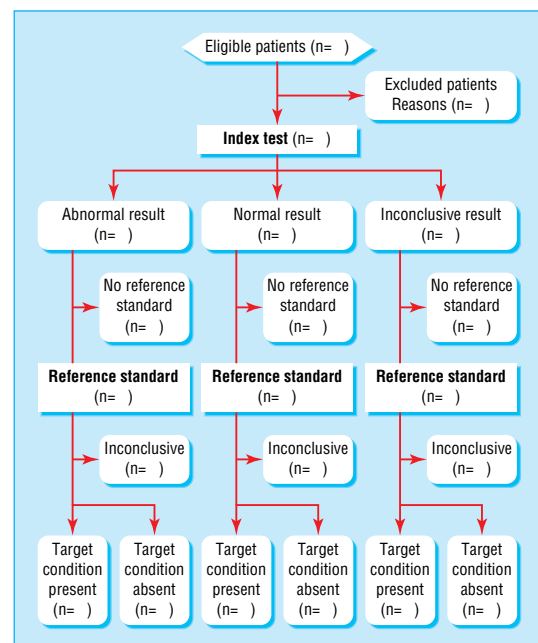 Eligible patients (n=   )
Excluded patients
Reasons (n=   )
Index test (n=   )
Abnormal result
(n=   )
Normal result
(n=   )
Inconclusive result
(n=   )
No reference
standard
(n=   )
No reference
standard
(n=   )
No reference
standard
(n=   )
Reference standard
(n=   )
Reference standard
(n=   )
Reference standard
(n=   )
Inconclusive
(n=   )
Inconclusive
(n=   )
Inconclusive
(n=   )
Target
condition
present
(n=   )
Target
condition
absent
(n=   )
Target
condition
present
(n=   )
Target
condition
absent
(n=   )
Target
condition
present
(n=   )
Target
condition
absent
(n=   )